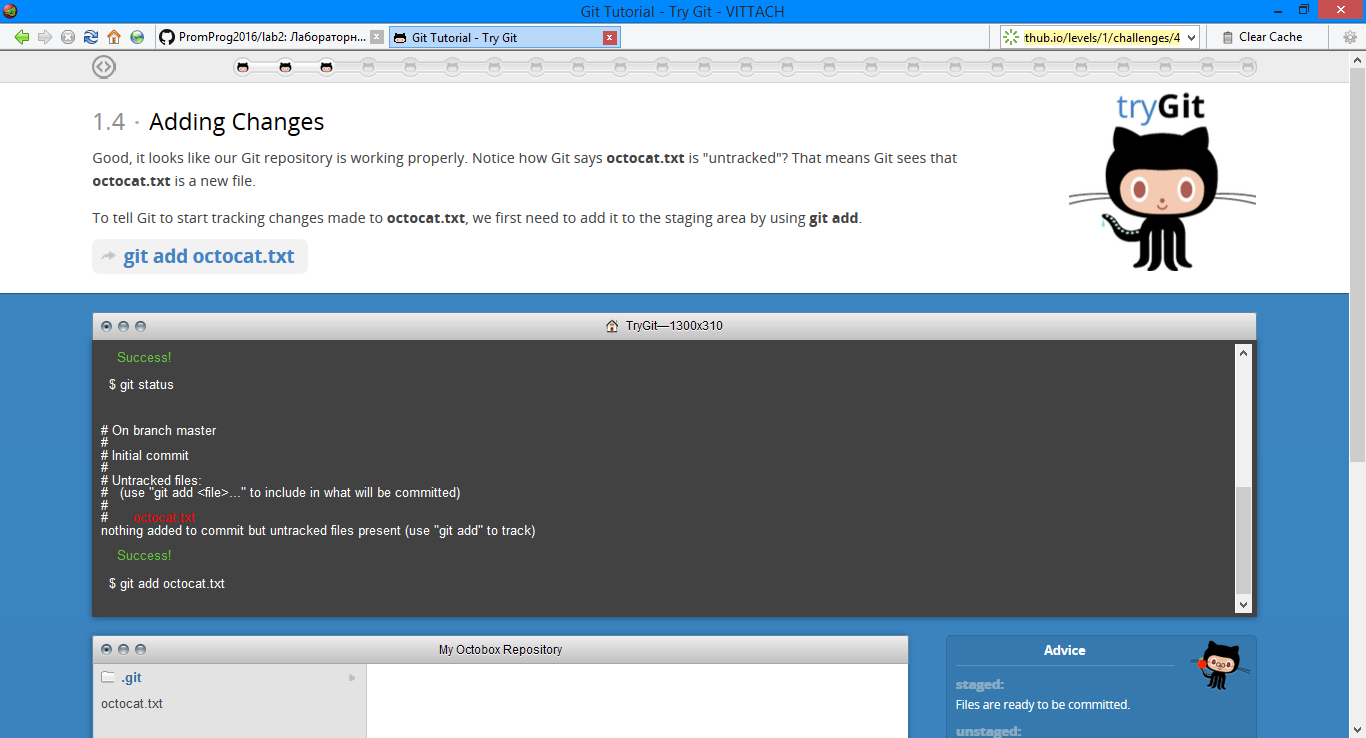 Git Tutorial - Try Git - VITTACH
PromProg2016/lab2: Лабораторн...
Git Tutorial - Try Git
thub.io/levels/1/challenges/4
Clear Cache
1.4 · Adding Changes
tryGit
Good, it looks like our Git repository is working properly. Notice how Git says octocat.txt is "untracked"? That means Git sees that
octocat.txt is a new file.
To tell Git to start tracking changes made to octocat.txt, we first need to add it to the staging area by using git add.
git add octocat.txt
TryGit—1300x310
Success!
$ git status
# On branch master
#
# Initial commit
#
# Untracked files:
# (use "git add <file>..." to include in what will be committed)
#
# octocat.txt
nothing added to commit but untracked files present (use "git add" to track)
Success!
$ git add octocat.txt
My Octobox Repository
.git
octocat.txt
Advice
staged:
Files are ready to be committed.
unstaged: